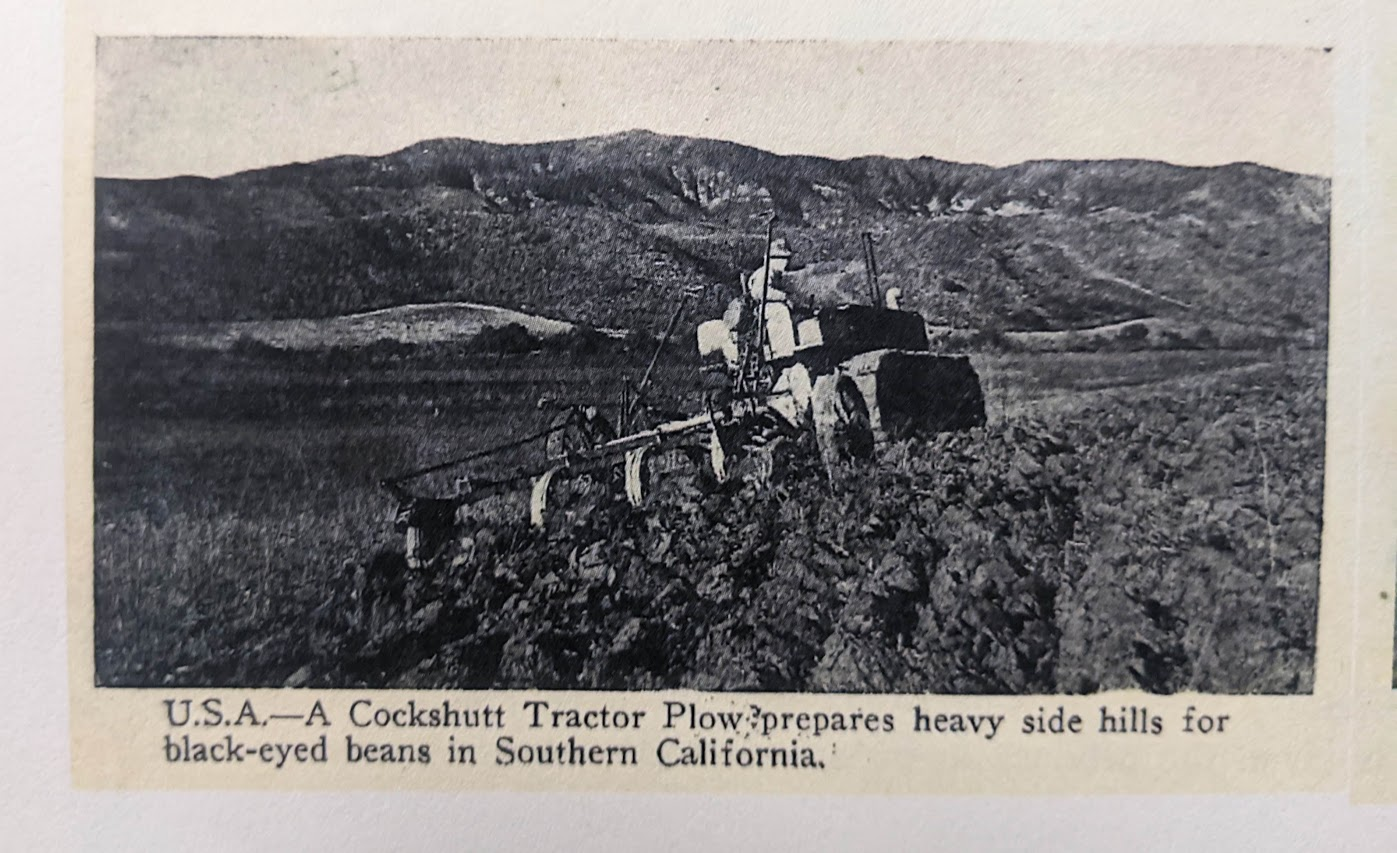 U.S.A.—A Cockshutt Tractor Plow prepares heavy side hills for
black-eyed beans in Southern California.